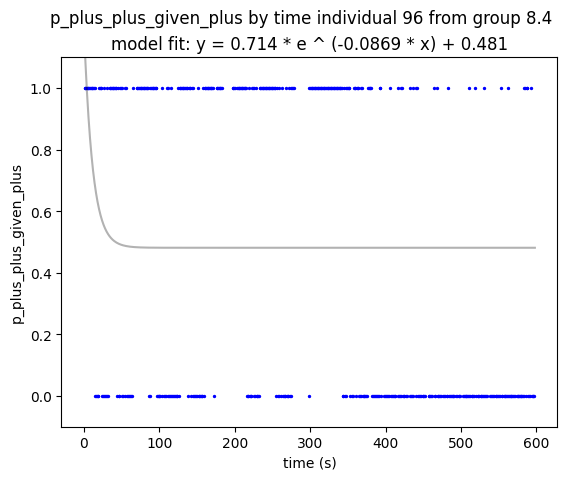 p_plus_plus_given_plus by time individual 96 from group 8.4
model fit: y = 0.714 * e ^ (-0.0869 * x) + 0.481
1.0
0.8
0.6
0.4
0.2
0.0
p_plus_plus_given_plus
0 100 200 300 400 500 600
time (s)